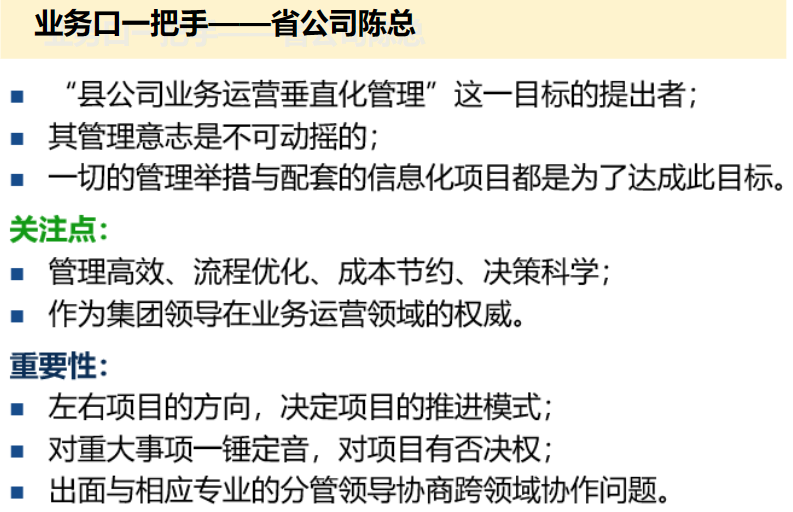 业务口一把手——省公司陈总
■ “县公司业务运营垂直化管理”这一目标的提出者；
■ 其管理意志是不可动摇的；
■ 一切的管理举措与配套的信息化项目都是为了达成此目标。
关注点：
■ 管理高效、流程优化、成本节约、决策科学；
■ 作为集团领导在业务运营领域的权威。
重要性：
■ 左右项目的方向，决定项目的推进模式；
■ 对重大事项一锤定音，对项目有否决权；
■ 出面与相应专业的分管领导协商跨领域协作问题。